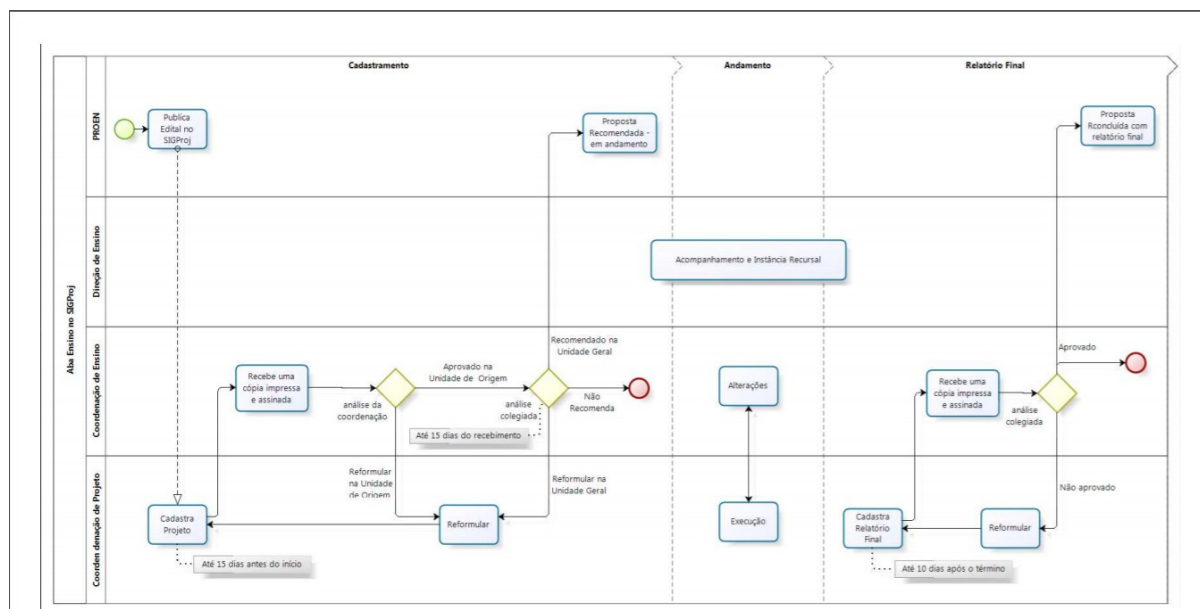 Cadastramento
Andamento
Relatório Final
Aba Ensino no SIGProj
PROEN
Publica
Edital no
SIGProj
Proposta
Recomendada -
em andamento
Proposta
Rconcluída com
relatório final
Direção de Ensino
Acompanhamento e Instância Recursal
Coordenação de Ensino
Recebe uma
cópia impressa
e assinada
análise da
coordenação
Aprovado na
Unidade de Origem
Recomendado na
Unidade Geral
análise
colegiada
Não
Recomenda
Até 15 dias do recebimento
Alterações
Recebe uma
cópia impressa
e assinada
Aprovado
análise
colegiada
Coorden denação de Projeto
Cadastra
Projeto
Até 15 dias antes do início
Reformular
na Unidade
de Origem
Reformular
Reformular na
Unidade Geral
Execução
Cadastra
Relatório
Final
Até 10 dias após o término
Reformular
Não aprovado